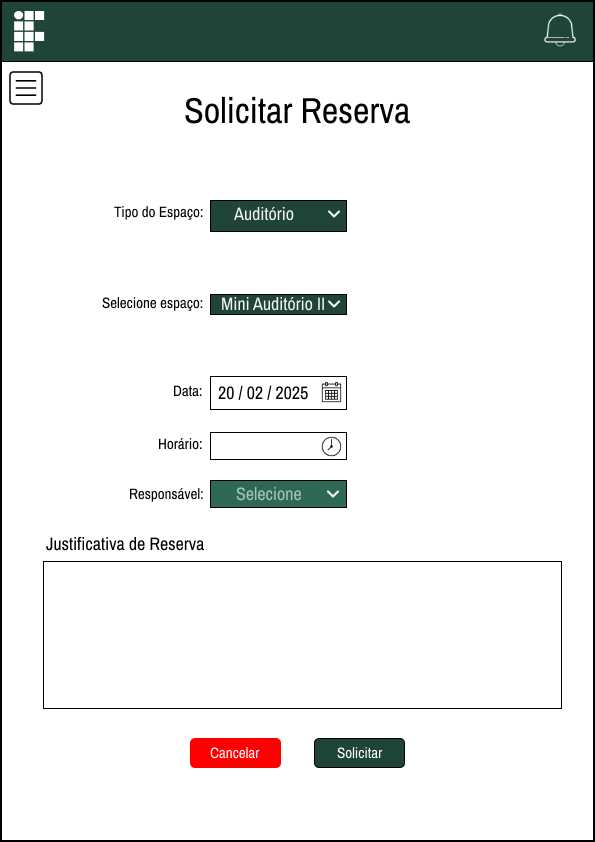 Solicitar Reserva
Tipo do Espaço: Auditório
Selecione espaço: Mini Auditório II
Data: 20 / 02 / 2025
Horário:
Responsável: Selecione
Justificativa de Reserva
Cancelar Solicitar